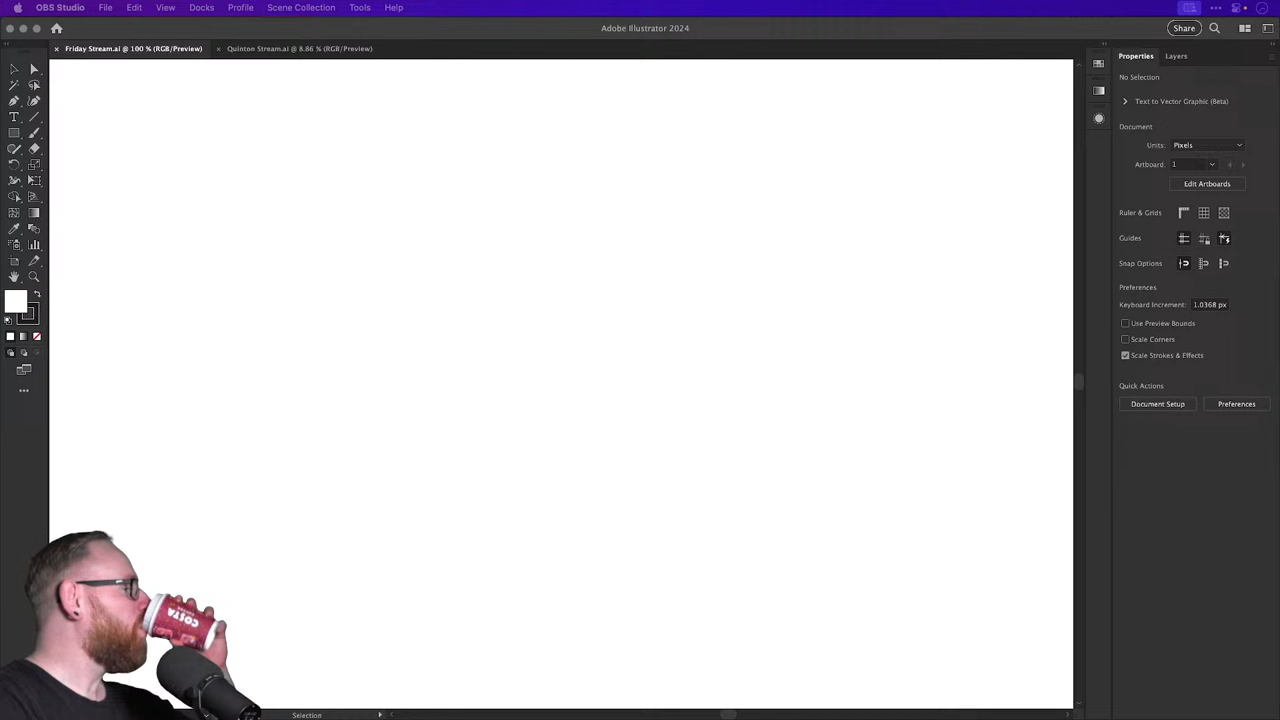 OBS Studio File Edit View Docks Profile Scene Collection Tools Help
Adobe Illustrator 2024
Share
× Friday Stream.ai @ 100 % (RGB/Preview) × Quinton Stream.ai @ 8.86 % (RGB/Preview)
Properties Layers
No Selection
Text to Vector Graphic (Beta)
Document
Units: Pixels
Artboard: 1
Edit Artboards
Ruler & Grids
Guides
Snap Options
Preferences
Keyboard Increment: 1.0368 px
Use Preview Bounds
Scale Corners
Scale Strokes & Effects
Quick Actions
Document Setup Preferences
COSTA
Selection